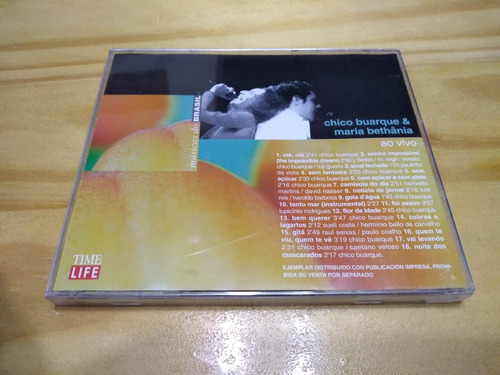 músicas do BRASIL
chico buarque &
maria bethânia
ao vivo
1. olê, olá 2'41 chico buarque 2. sonho impossível
(the impossible dream) 2'50 j. darion / m. leigh / versão:
chico buarque / ruy guerra 3. sinal fechado 1'01 paulinho
da viola 4. sem fantasia 3'25 chico buarque 5. sem
açúcar 2'30 chico buarque 6. com açúcar e com afeto
2'16 chico buarque 7. camisola do dia 2'51 herivelto
martins / david nasser 8. notícia de jornal 2'16 luis
reis / haroldo barbosa 9. gota d'água 1'43 chico buarque
10. tanto mar (instrumental) 2'27 11. foi assim 3'57
lupicínio rodrigues 12. flor da idade 2'45 chico buarque
13. bem querer 3'47 chico buarque 14. cobras e
lagartos 2'12 sueli costa / hermínio bello de carvalho
15. gitâ 2'49 raul seixas / paulo coelho 16. quem te
viu, quem te vê 3'19 chico buarque 17. vai levando
2'31 chico buarque / caetano veloso 18. noite dos
mascarados 2'17 chico buarque.
EJEMPLAR DISTRIBUIDO CON PUBLICACIÓN IMPRESA, PROHI-
BIDA SU VENTA POR SEPARADO
TIME
LIFE